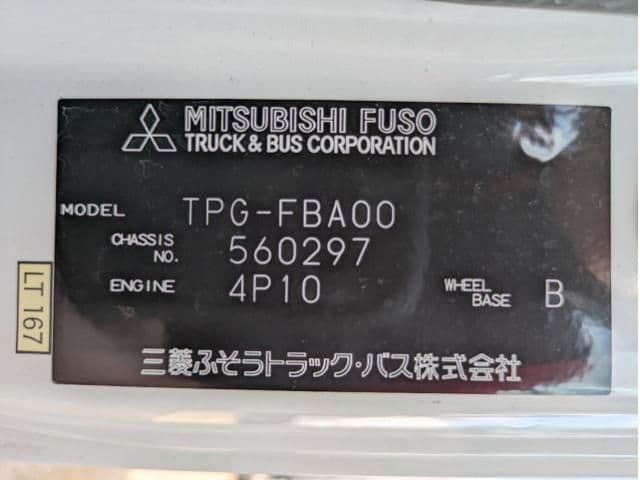 MITSUBISHI FUSO
TRUCK & BUS CORPORATION
MODEL TPG-FBA00
CHASSIS NO. 560297
ENGINE 4P10 WHEEL BASE B
三菱ふそうトラック・バス株式会社
LT 167